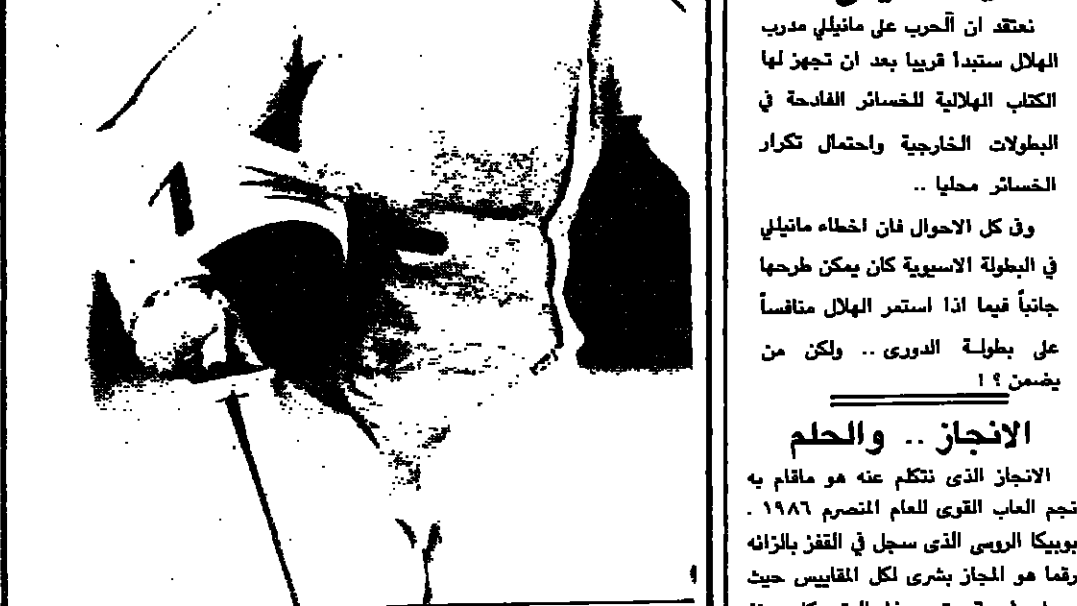 نعتقد ان الحرب على مانيللي مدرب
الهلال ستبدأ قريبا بعد ان تجهز لها
الكتاب الهلالية للخسائر الفادحة في
البطولات الخارجية واحتمال تكرار
الخسائر محليا ..
وفى كل الاحوال فان اخطاء مانيللي
في البطولة الاسيوية كان يمكن طرحها
جانباً فيما اذا استمر الهلال منافساً
على بطولة الدورى .. ولكن من
يضمن ؟ !
الانجاز .. والحلم
الانجاز الذى نتكلم عنه هو ماقام به
نجم العاب القوى للعام المنصرم ١٩٨٦ .
بوبيكا الروسى الذى سجل في القفز بالزانه
رقما هو المجاز بشرى لكل المقاييس حيث